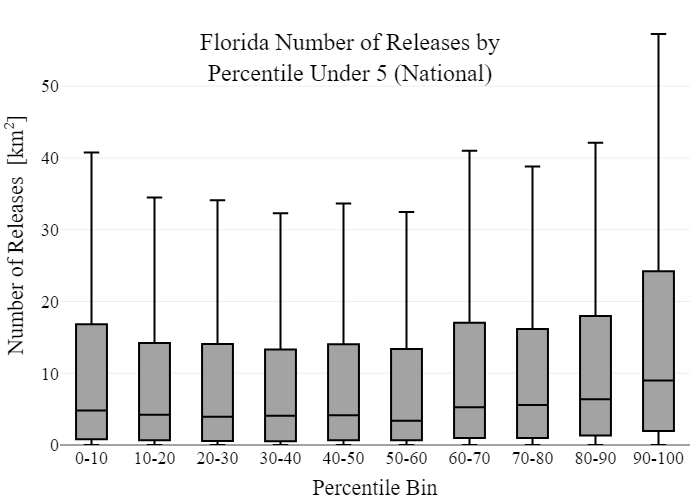 Florida Number of Releases by
Percentile Under 5 (National)
Number of Releases [km²]
50
40
30
20
10
0
0-10 10-20 20-30 30-40 40-50 50-60 60-70 70-80 80-90 90-100
Percentile Bin